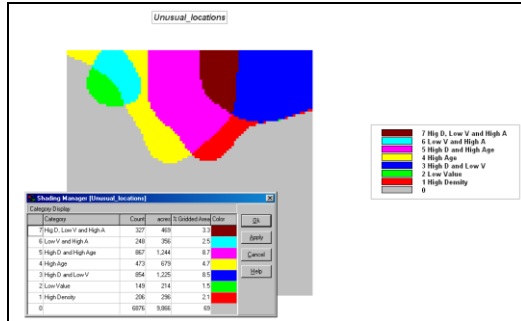 Unusual_locations
7 Hig D, Low V and High A
6 Low V and High A
5 High D and High Age
4 High Age
3 High D and Low V
2 Low Value
1 High Density
0
Shading Manager [Unusual_locations]
Category Display
Category Count acres % Gridded Area Color
7 Hig D, Low V and High A 327 469 3.3
6 Low V and High A 248 356 2.5
5 High D and High Age 867 1,244 8.7
4 High Age 473 679 4.7
3 High D and Low V 854 1,225 8.5
2 Low Value 149 214 1.5
1 High Density 206 296 2.1
0 6876 9,866 69
Ok
Apply
Cancel
Help